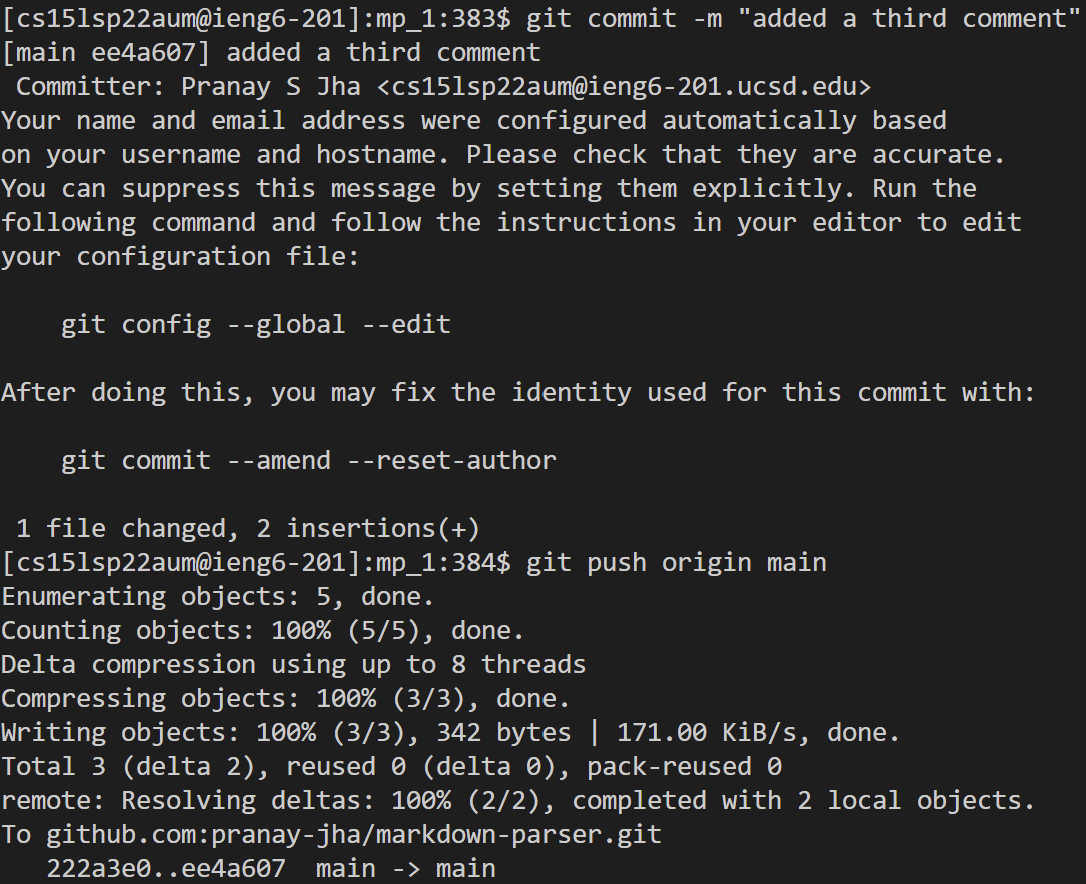 [cs15lsp22aum@ieng6-201]:mp_1:383$ git commit -m "added a third comment"
[main ee4a607] added a third comment
 Committer: Pranay S Jha <cs15lsp22aum@ieng6-201.ucsd.edu>
Your name and email address were configured automatically based
on your username and hostname. Please check that they are accurate.
You can suppress this message by setting them explicitly. Run the
following command and follow the instructions in your editor to edit
your configuration file:

    git config --global --edit

After doing this, you may fix the identity used for this commit with:

    git commit --amend --reset-author

 1 file changed, 2 insertions(+)
[cs15lsp22aum@ieng6-201]:mp_1:384$ git push origin main
Enumerating objects: 5, done.
Counting objects: 100% (5/5), done.
Delta compression using up to 8 threads
Compressing objects: 100% (3/3), done.
Writing objects: 100% (3/3), 342 bytes | 171.00 KiB/s, done.
Total 3 (delta 2), reused 0 (delta 0), pack-reused 0
remote: Resolving deltas: 100% (2/2), completed with 2 local objects.
To github.com:pranay-jha/markdown-parser.git
   222a3e0..ee4a607  main -> main